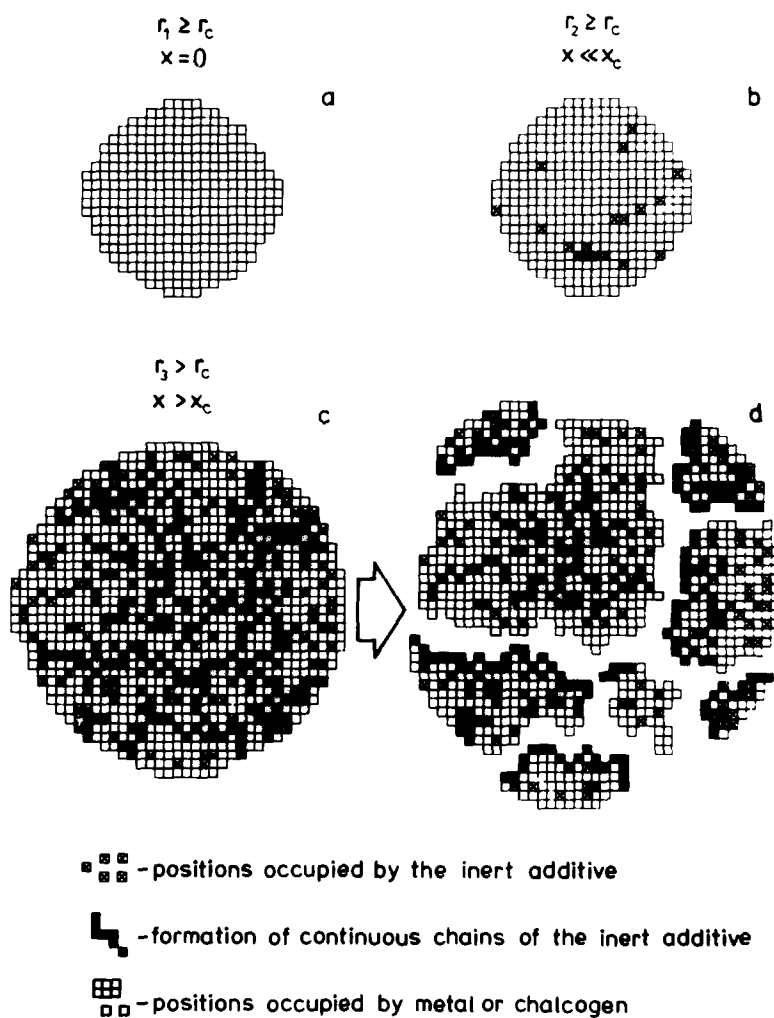 r₁ ≥ r_c
x = 0
a
r₂ ≥ r_c
x ≪ x_c
b
r₃ > r_c
x > x_c
c
d
- positions occupied by the inert additive
- formation of continuous chains of the inert additive
- positions occupied by metal or chalcogen